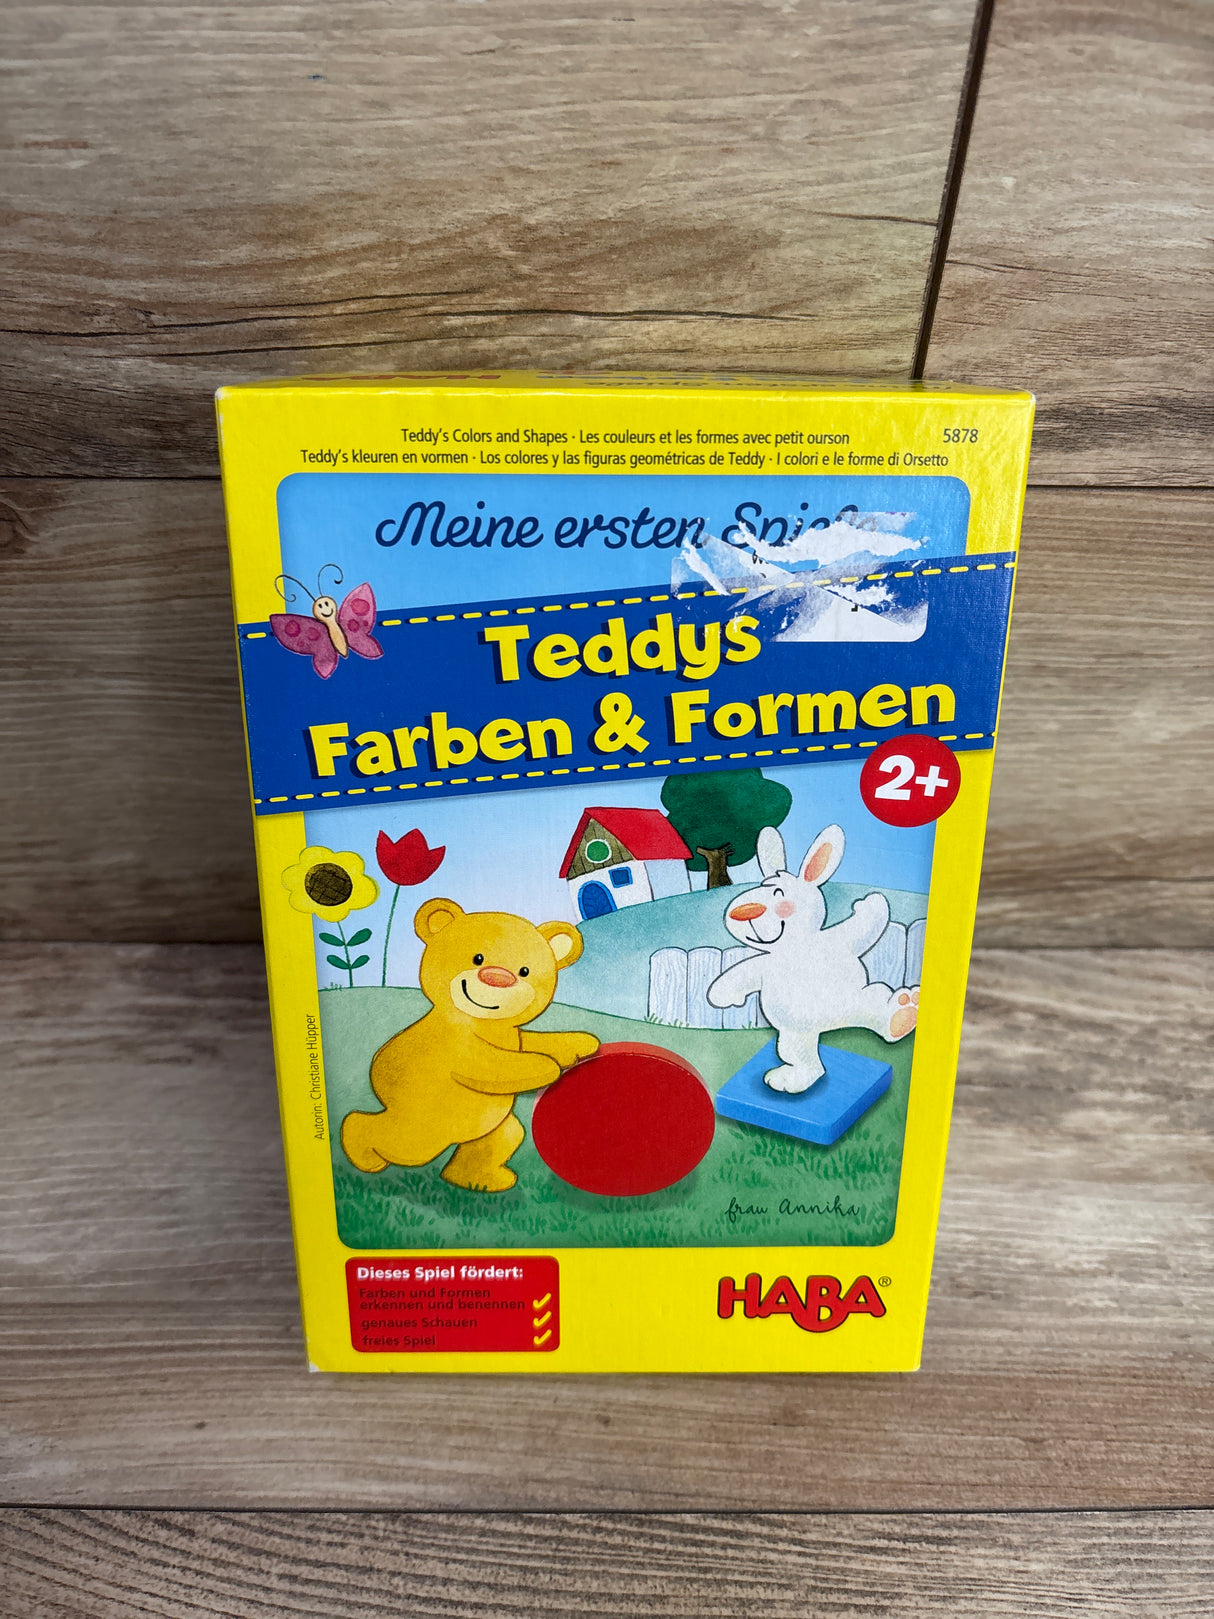 Teddy's Colors and Shapes · Les couleurs et les formes avec petit ourson
5878
Teddy's kleuren en vormen · Los colores y las figuras geométricas de Teddy · I colori e le forme di Orsetto
Meine ersten
Teddys
Farben & Formen
2+
Autorin: Christiane Hüpper
frau Annika
Dieses Spiel fördert:
Farben und Formen
erkennen und benennen
genaues Schauen
freies Spiel
HABA®